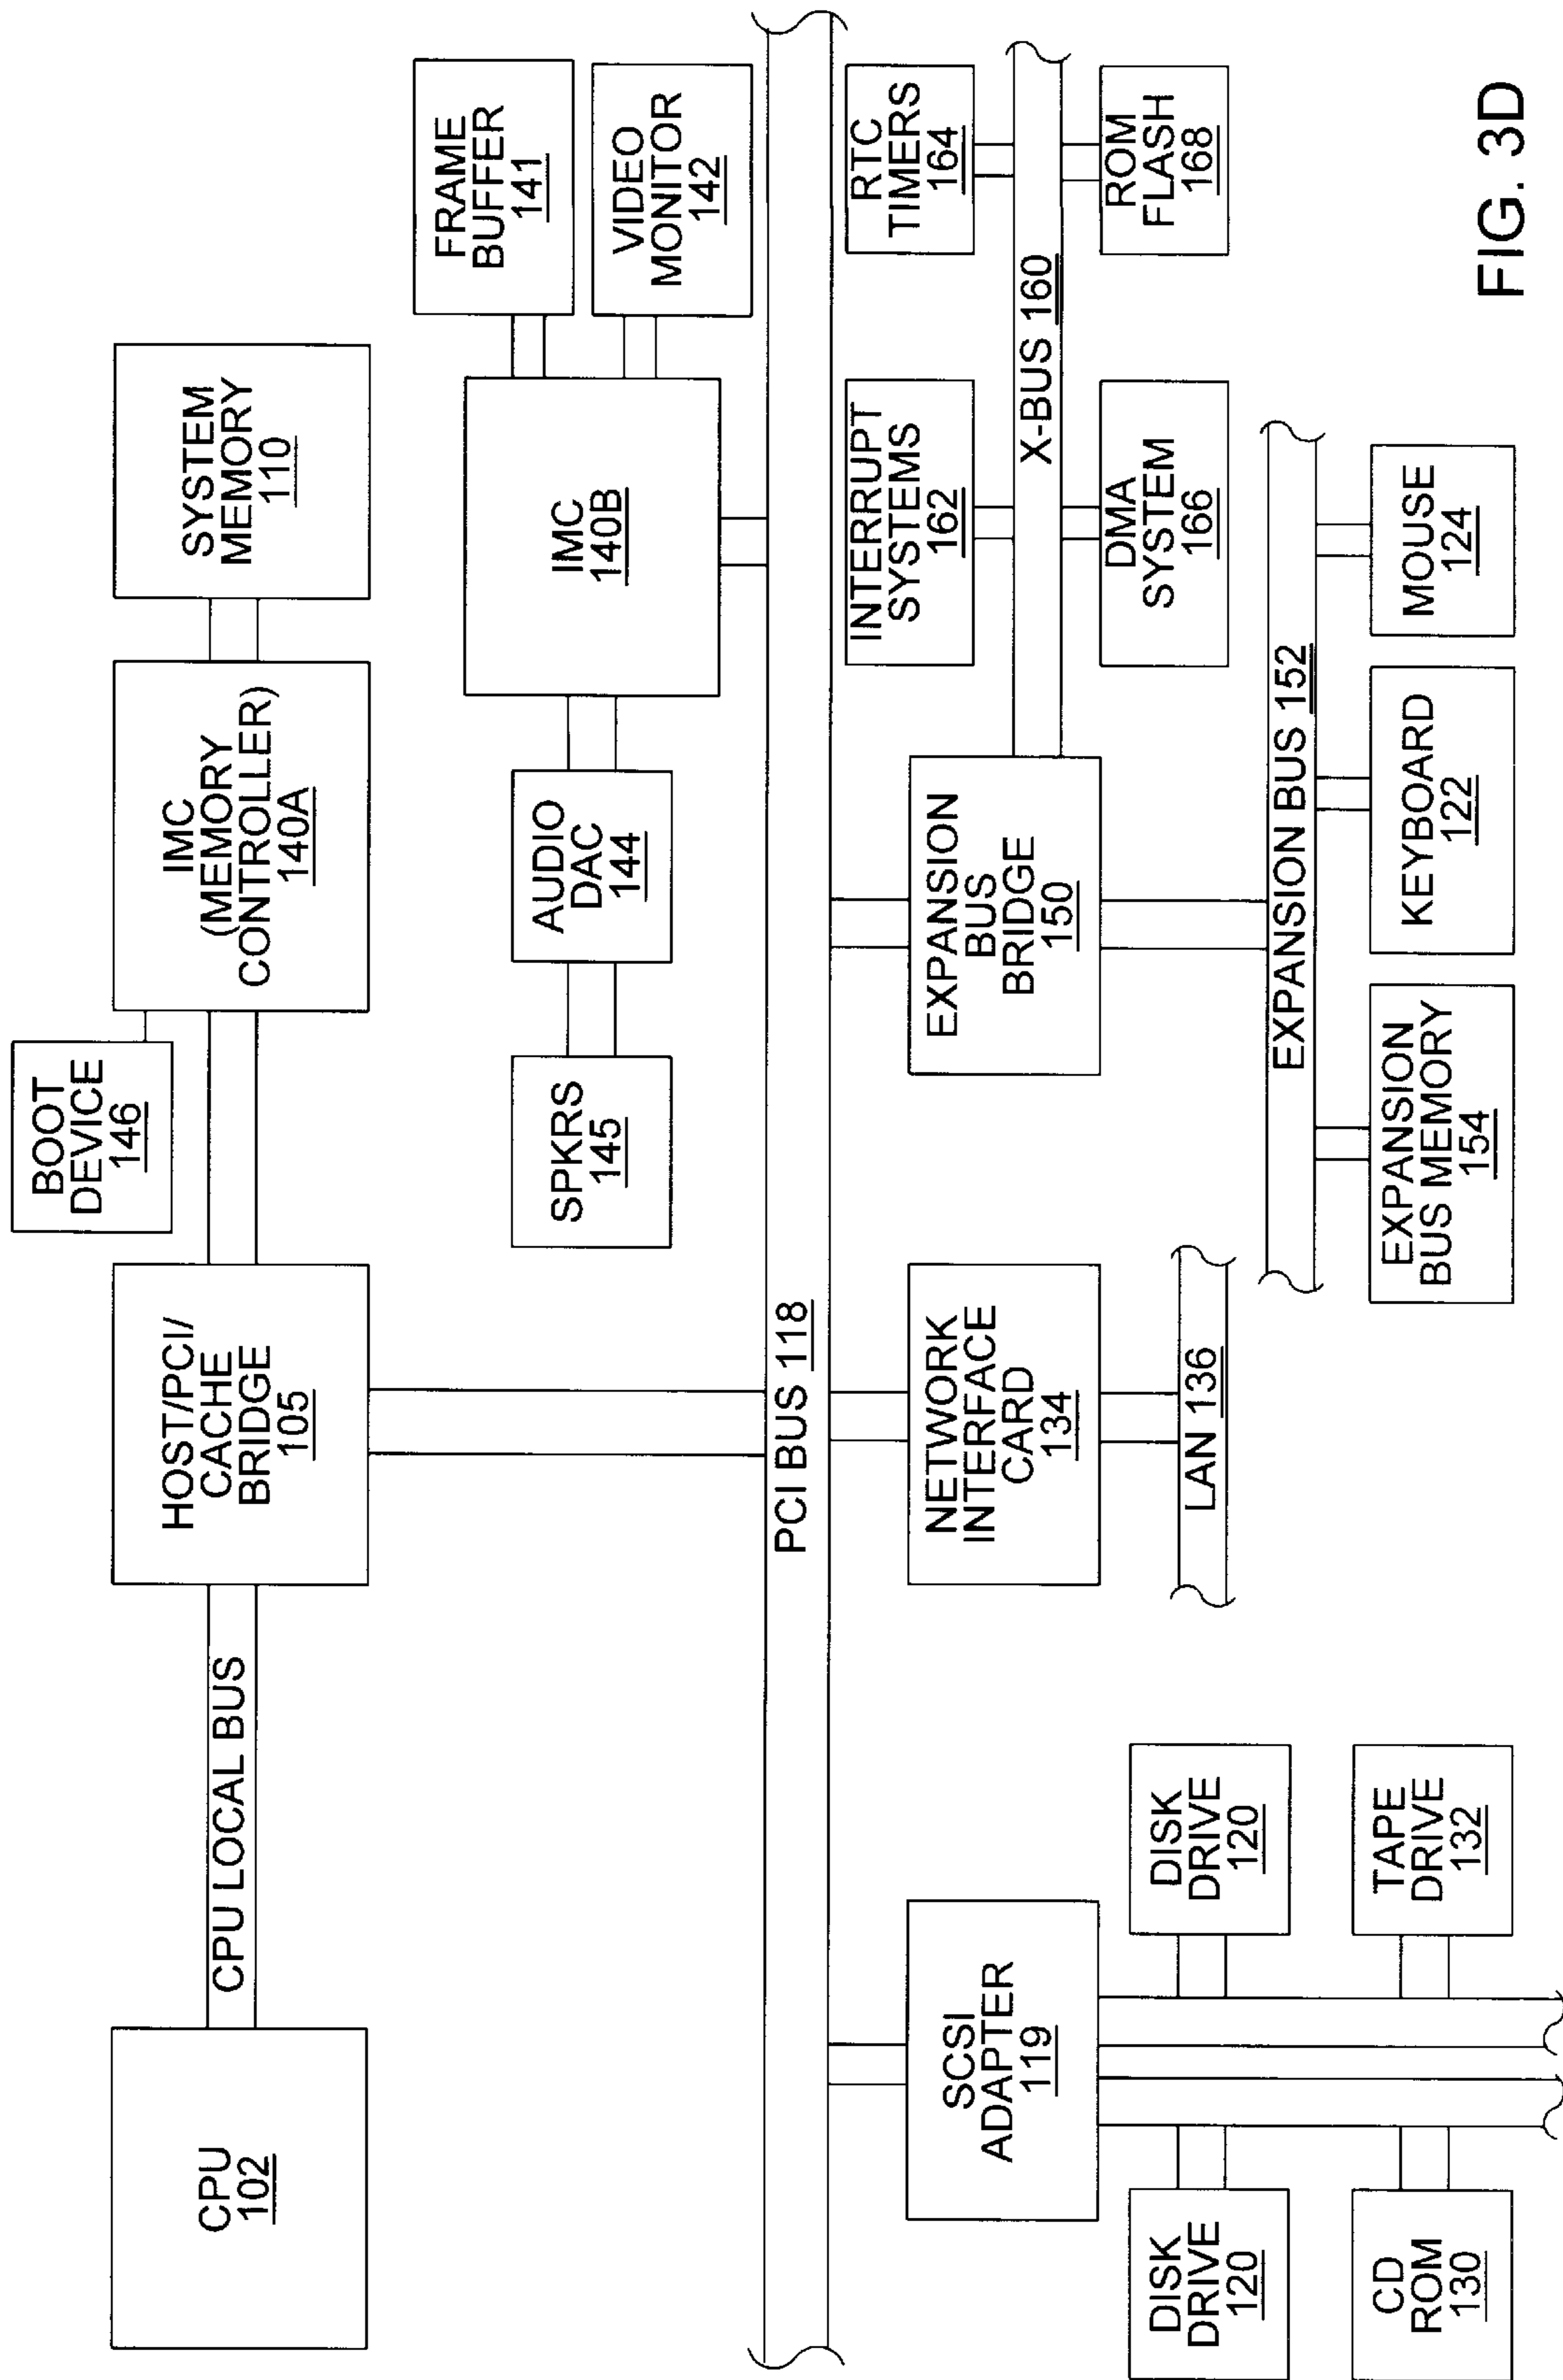 BOOT
DEVICE
146
CPU
102
CPU LOCAL BUS
HOST/PCI/
CACHE
BRIDGE
105
IMC
(MEMORY
CONTROLLER)
140A
SYSTEM
MEMORY
110
SPKRS
145
AUDIO
DAC
144
IMC
140B
FRAME
BUFFER
141
VIDEO
MONITOR
142
PCI BUS 118
SCSI
ADAPTER
119
NETWORK
INTERFACE
CARD
134
EXPANSION
BUS
BRIDGE
150
INTERRUPT
SYSTEMS
162
RTC
TIMERS
164
X-BUS 160
DMA
SYSTEM
166
ROM
FLASH
168
DISK
DRIVE
120
DISK
DRIVE
120
LAN 136
EXPANSION BUS 152
CD
ROM
130
TAPE
DRIVE
132
EXPANSION
BUS MEMORY
154
KEYBOARD
122
MOUSE
124
FIG. 3D